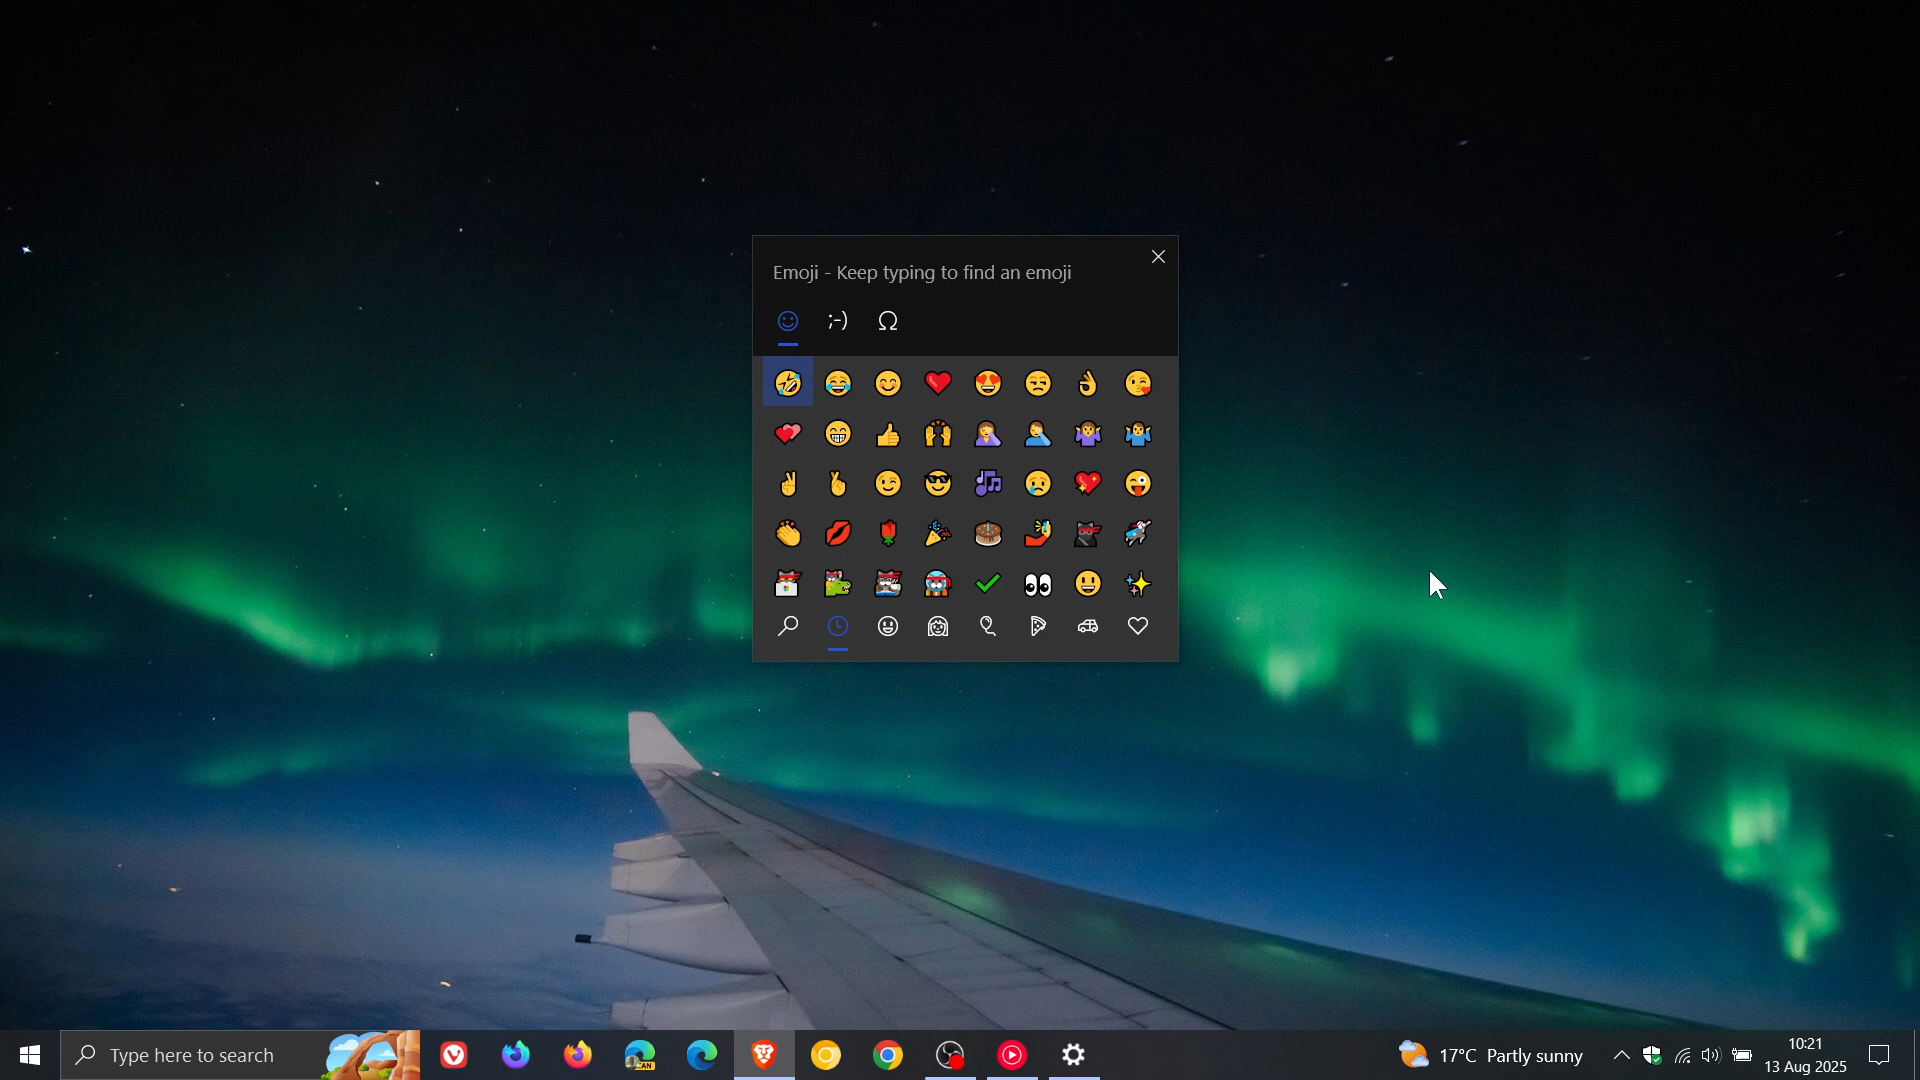 Emoji - Keep typing to find an emoji
;-)
Ω
Type here to search
CAN
17°C Partly sunny
10:21
13 Aug 2025